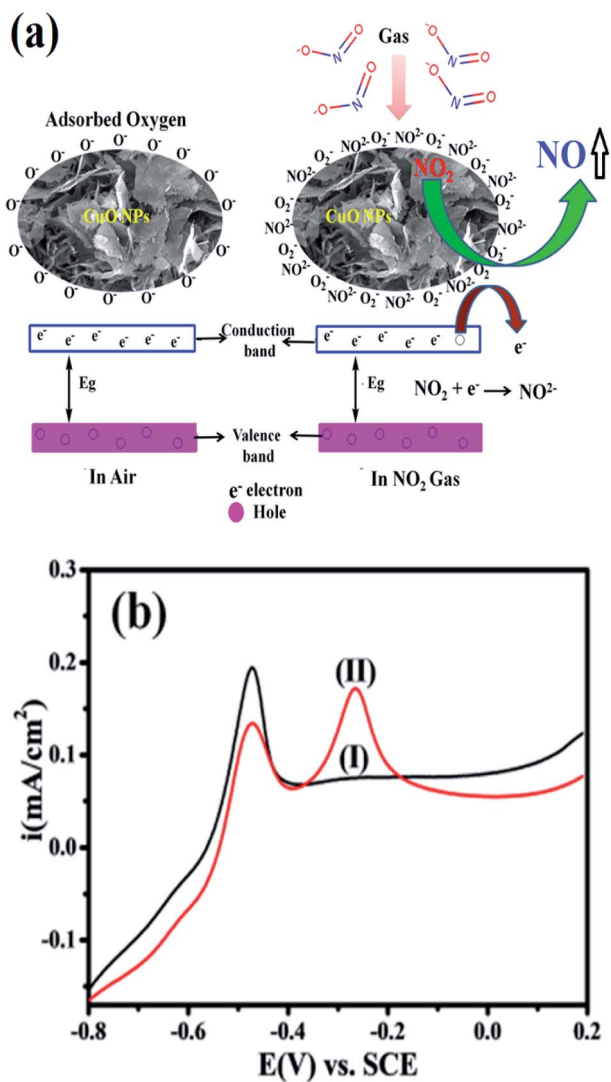 (a)
Gas
-O N O
O- N O
-O N O
-O N O
Adsorbed Oxygen
O- O- O- O- O- O- O- O- O- O- O- O- O- O- O- O-
CuO NPs
NO²⁻ O₂⁻ NO²⁻ O₂⁻ NO²⁻ O₂⁻ NO²⁻ O₂⁻
NO₂
CuO NPs
NO
e- e- e- e- e- e-
Conduction band
e- e- e- e- e-
e-
Eg
Eg
NO₂ + e⁻ → NO²⁻
Valence band
In Air
In NO₂ Gas
e- electron
Hole
(b)
0.3
0.2
0.1
0.0
-0.1
i(mA/cm²)
(II)
(I)
-0.8 -0.6 -0.4 -0.2 0.0 0.2
E(V) vs. SCE